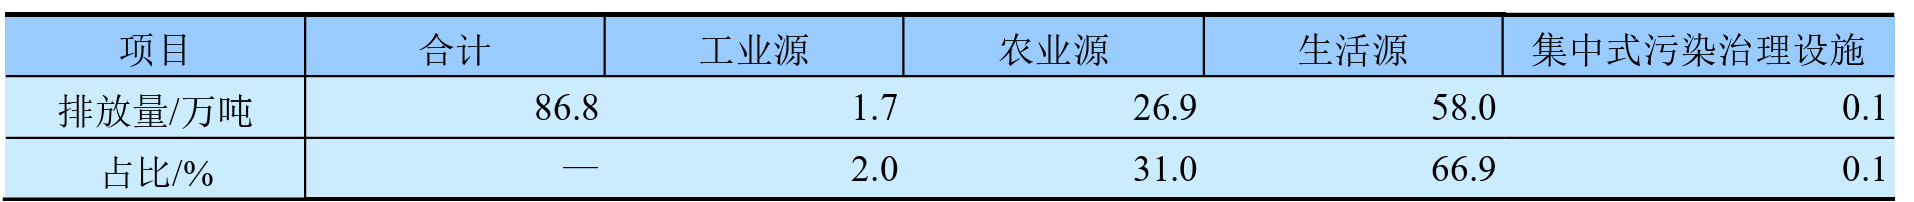 项目 合计 工业源 农业源 生活源 集中式污染治理设施
排放量/万吨 86.8 1.7 26.9 58.0 0.1
占比/% — 2.0 31.0 66.9 0.1